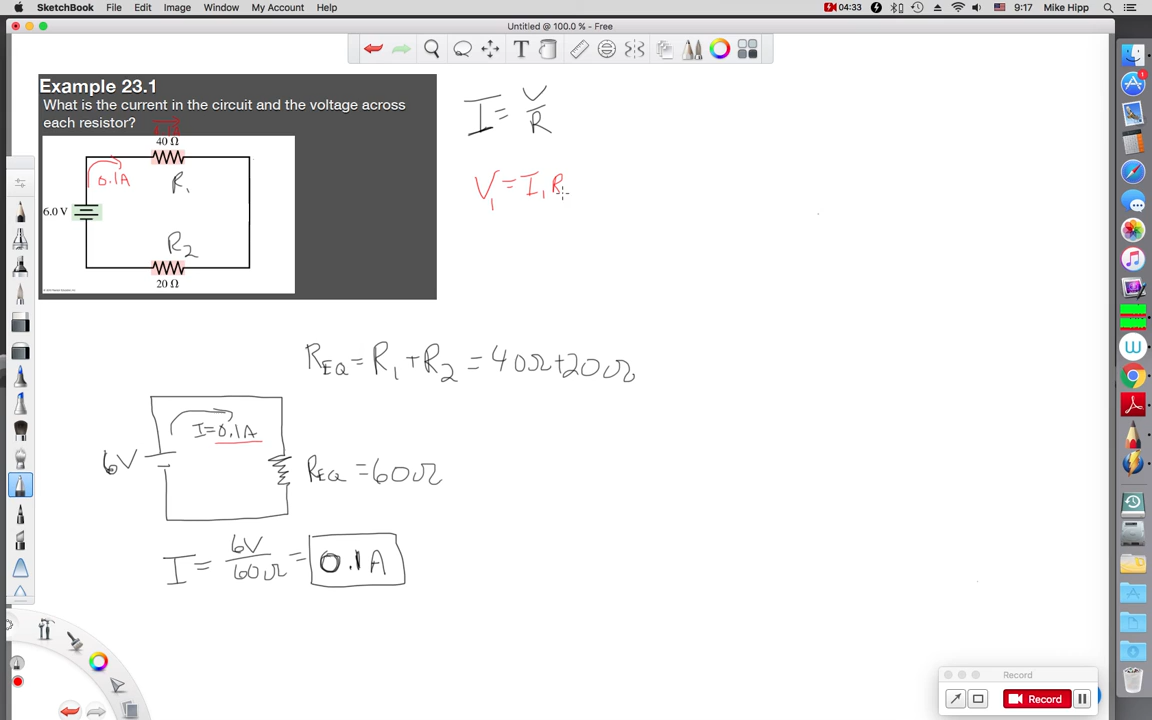 SketchBook File Edit Image Window My Account Help
04:33 9:17 Mike Hipp
Untitled @ 100.0 % - Free
T
Example 23.1
What is the current in the circuit and the voltage across
each resistor?
40 Ω
0.1A
R1
6.0 V
R2
20 Ω
I = V/R
V1 = I1 R
REQ = R1 + R2 = 40Ω + 20Ω
I = 0.1A
6V
REQ = 60Ω
I = 6V/60Ω = 0.1A
W
1
Record
Record